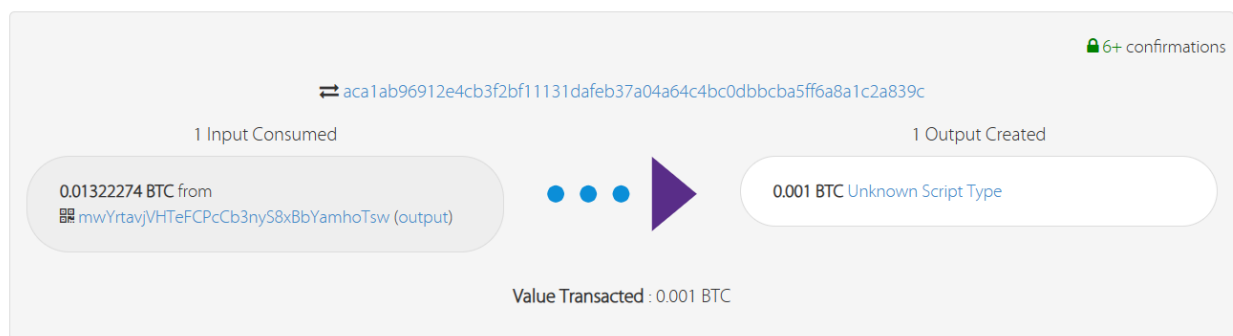 6+ confirmations
aca1ab96912e4cb3f2bf11131dafeb37a04a64c4bc0dbbcba5ff6a8a1c2a839c
1 Input Consumed
1 Output Created
0.01322274 BTC from
mwYrtavjVHTeFCPcCb3nyS8xBbYamhoTsw (output)
0.001 BTC Unknown Script Type
Value Transacted : 0.001 BTC